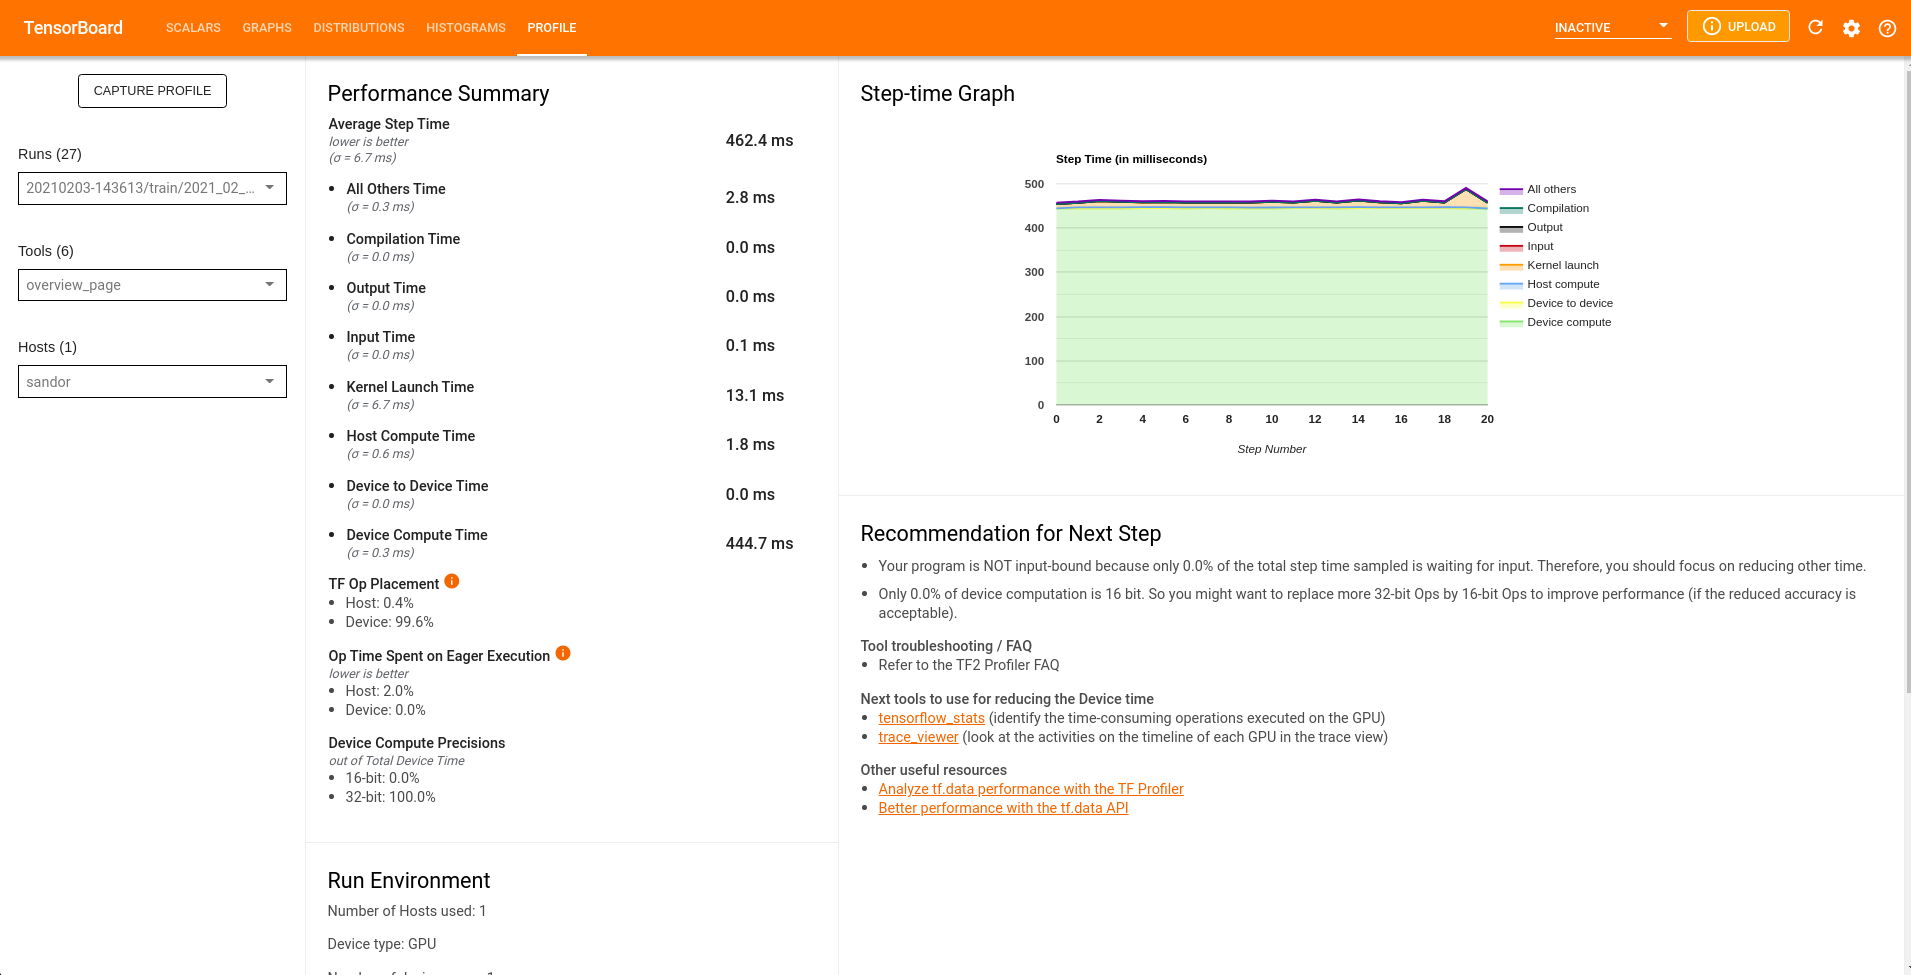 TensorBoard
SCALARS
GRAPHS
DISTRIBUTIONS
HISTOGRAMS
PROFILE
INACTIVE
UPLOAD
CAPTURE PROFILE
Runs (27)
20210203-143613/train/2021_02_...
Tools (6)
overview_page
Hosts (1)
sandor
Performance Summary
Average Step Time
lower is better
(σ = 6.7 ms)
462.4 ms
All Others Time
(σ = 0.3 ms)
2.8 ms
Compilation Time
(σ = 0.0 ms)
0.0 ms
Output Time
(σ = 0.0 ms)
0.0 ms
Input Time
(σ = 0.0 ms)
0.1 ms
Kernel Launch Time
(σ = 6.7 ms)
13.1 ms
Host Compute Time
(σ = 0.6 ms)
1.8 ms
Device to Device Time
(σ = 0.0 ms)
0.0 ms
Device Compute Time
(σ = 0.3 ms)
444.7 ms
TF Op Placement
Host: 0.4%
Device: 99.6%
Op Time Spent on Eager Execution
lower is better
Host: 2.0%
Device: 0.0%
Device Compute Precisions
out of Total Device Time
16-bit: 0.0%
32-bit: 100.0%
Run Environment
Number of Hosts used: 1
Device type: GPU
Step-time Graph
Step Time (in milliseconds)
500
400
300
200
100
0
0 2 4 6 8 10 12 14 16 18 20
Step Number
All others
Compilation
Output
Input
Kernel launch
Host compute
Device to device
Device compute
Recommendation for Next Step
Your program is NOT input-bound because only 0.0% of the total step time sampled is waiting for input. Therefore, you should focus on reducing other time.
Only 0.0% of device computation is 16 bit. So you might want to replace more 32-bit Ops by 16-bit Ops to improve performance (if the reduced accuracy is
acceptable).
Tool troubleshooting / FAQ
Refer to the TF2 Profiler FAQ
Next tools to use for reducing the Device time
tensorflow_stats (identify the time-consuming operations executed on the GPU)
trace_viewer (look at the activities on the timeline of each GPU in the trace view)
Other useful resources
Analyze tf.data performance with the TF Profiler
Better performance with the tf.data API